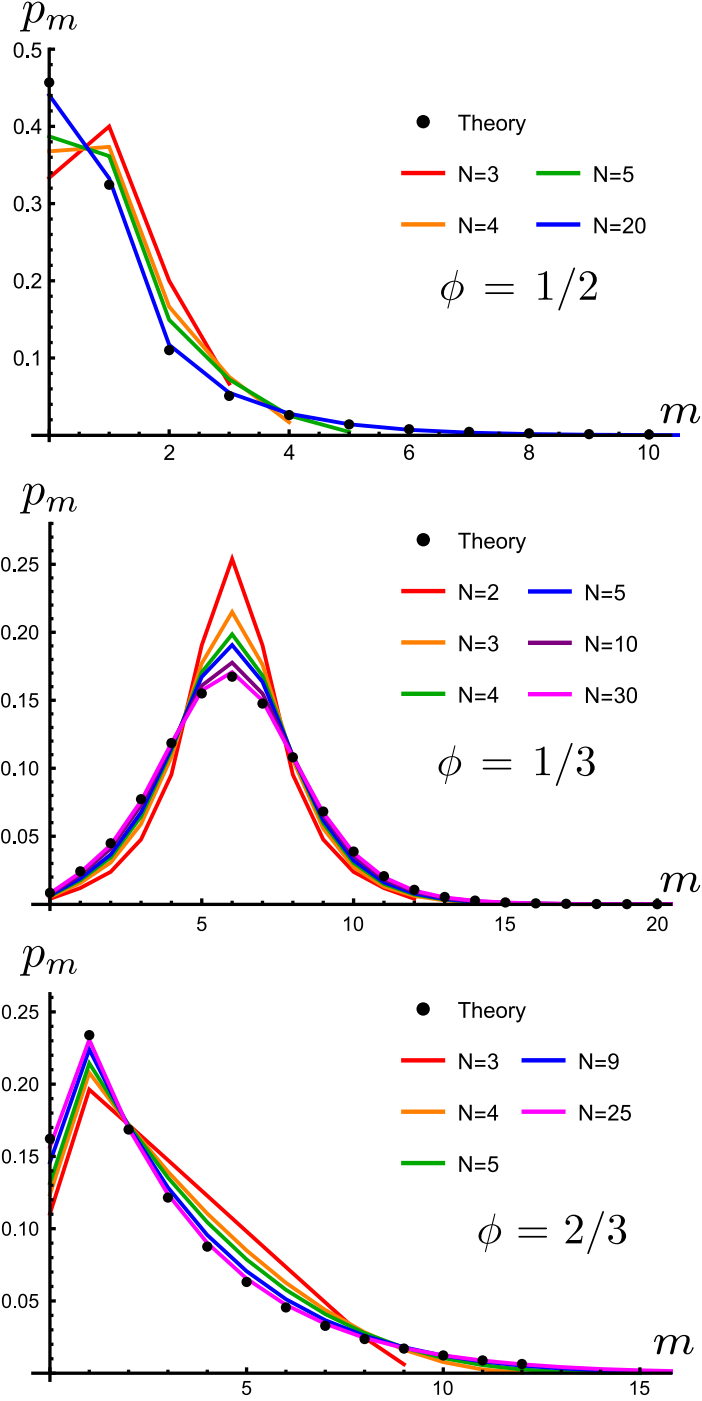 p_m
0.5
0.4
0.3
0.2
0.1
2 4 6 8 10
m
Theory
N=3 N=5
N=4 N=20
ϕ = 1/2
p_m
0.25
0.20
0.15
0.10
0.05
5 10 15 20
m
Theory
N=2 N=5
N=3 N=10
N=4 N=30
ϕ = 1/3
p_m
0.25
0.20
0.15
0.10
0.05
5 10 15
m
Theory
N=3 N=9
N=4 N=25
N=5
ϕ = 2/3